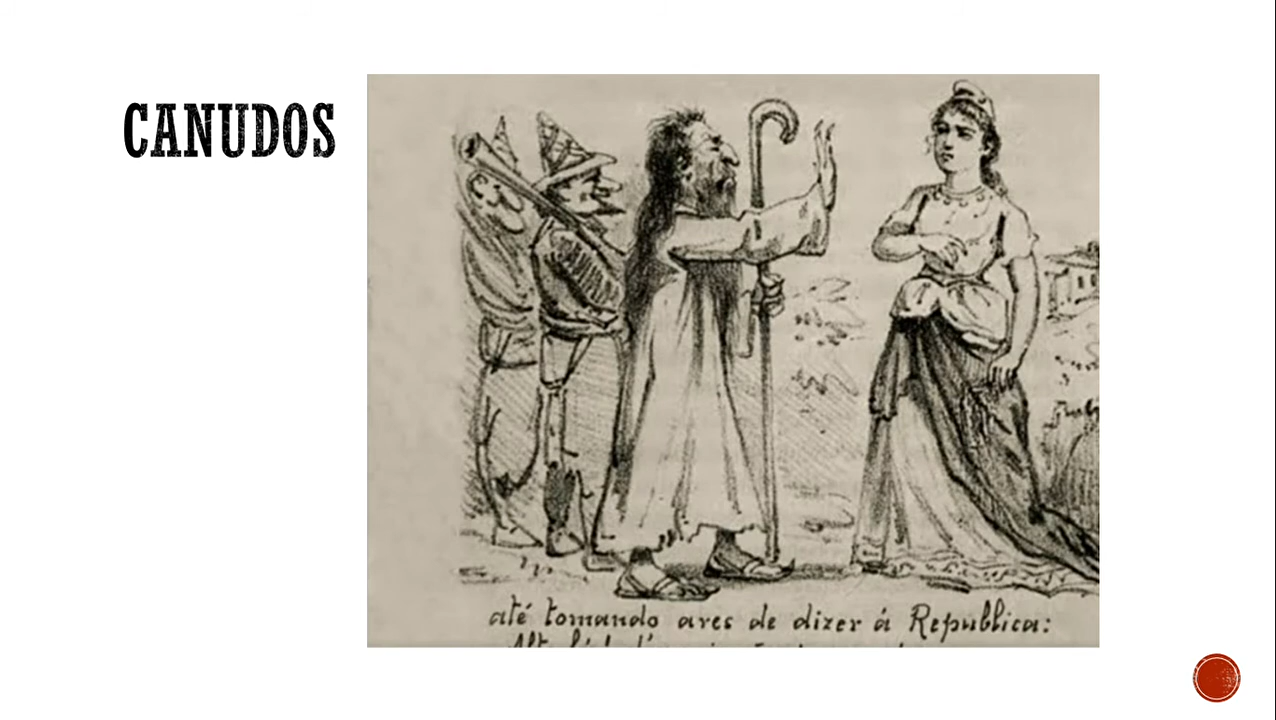 CANUDOS
até tomando ares de dizer á Republica: